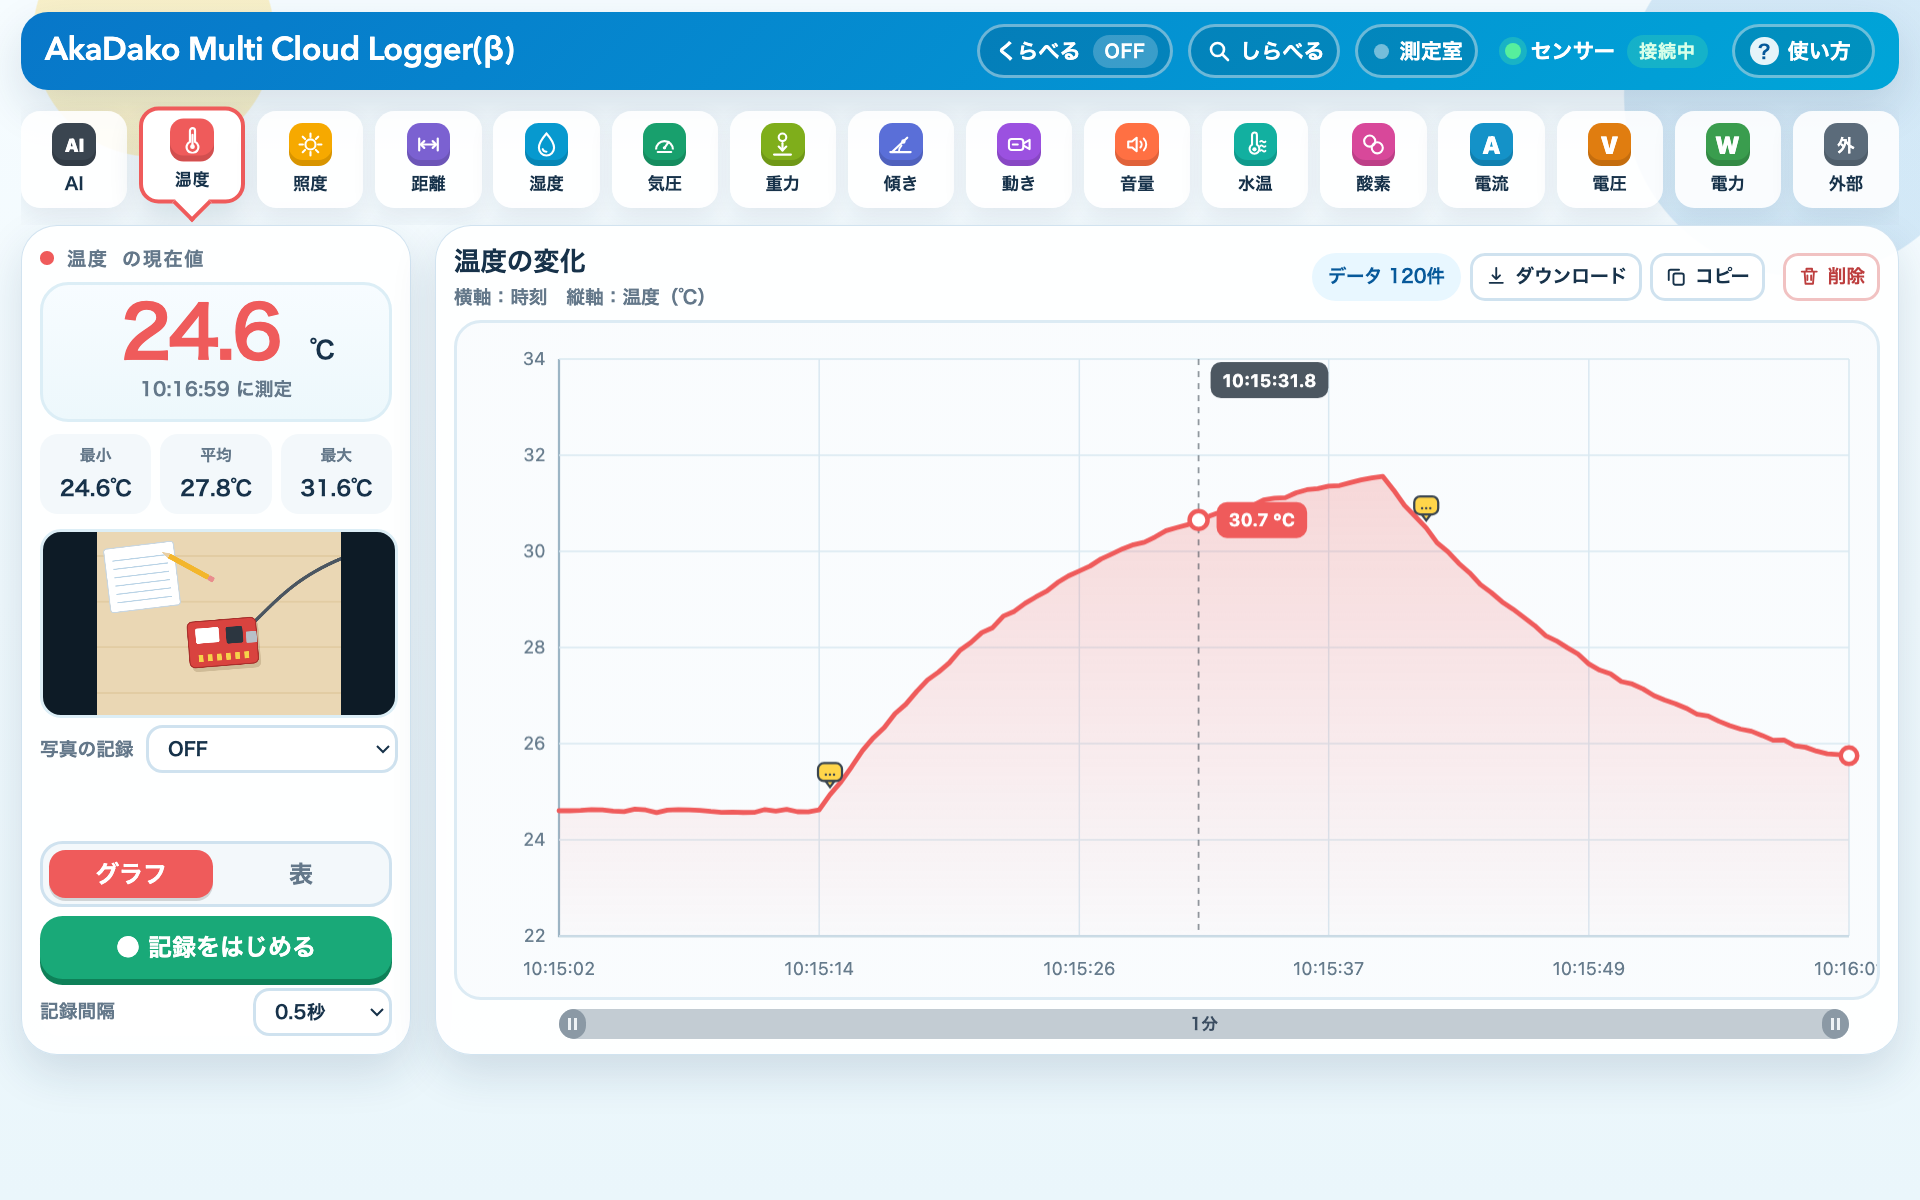 AkaDako Multi Cloud Logger(β)
くらべる OFF
しらべる
測定室
センサー 接続中
? 使い方
AI AI
温度
照度
距離
湿度
気圧
重力
傾き
動き
音量
水温
酸素
A 電流
V 電圧
W 電力
外 外部
温度 の現在値
24.6 ℃
10:16:59 に測定
最小 平均 最大
24.6℃ 27.8℃ 31.6℃
写真の記録 OFF
グラフ 表
記録をはじめる
記録間隔 0.5秒
温度の変化
横軸：時刻 縦軸：温度（℃）
データ 120件
ダウンロード
コピー
削除
34
32
30
28
26
24
22
10:15:31.8
30.7 ℃
10:15:02 10:15:14 10:15:26 10:15:37 10:15:49 10:16:0
1分